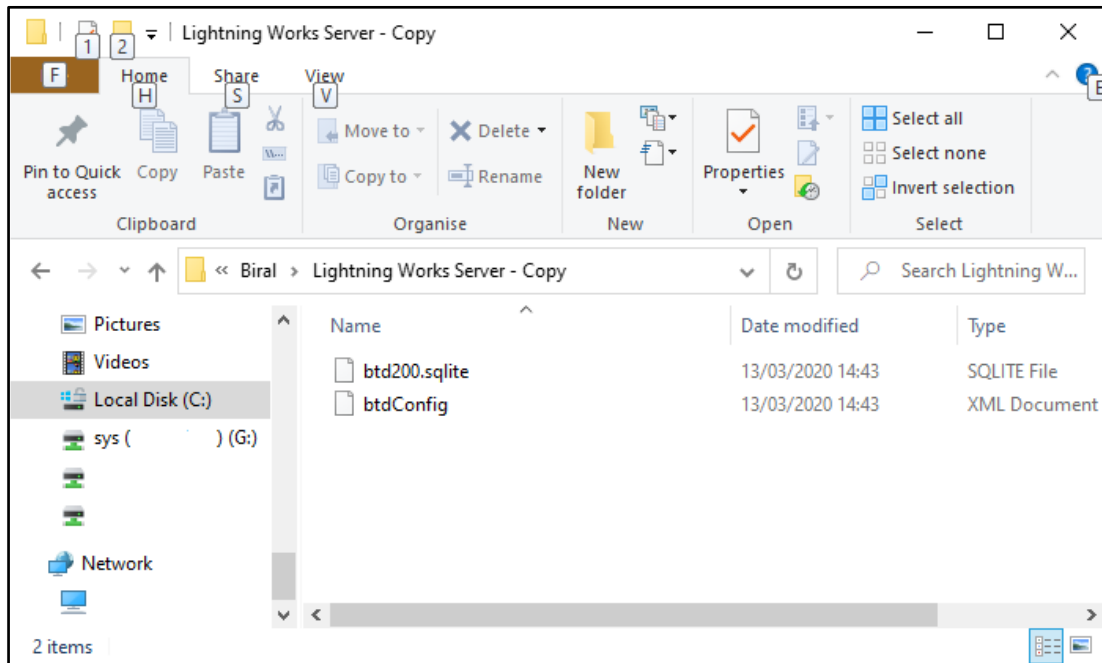 Lightning Works Server - Copy
1 2
F Home Share View
H S V
Pin to Quick access Copy Paste
Move to Delete
Copy to Rename
New folder
Properties
Select all
Select none
Invert selection
Clipboard Organise New Open Select
« Biral > Lightning Works Server - Copy
Search Lightning W...
Pictures
Videos
Local Disk (C:)
sys ( ) (G:)
Network
Name Date modified Type
btd200.sqlite 13/03/2020 14:43 SQLITE File
btdConfig 13/03/2020 14:43 XML Document
2 items